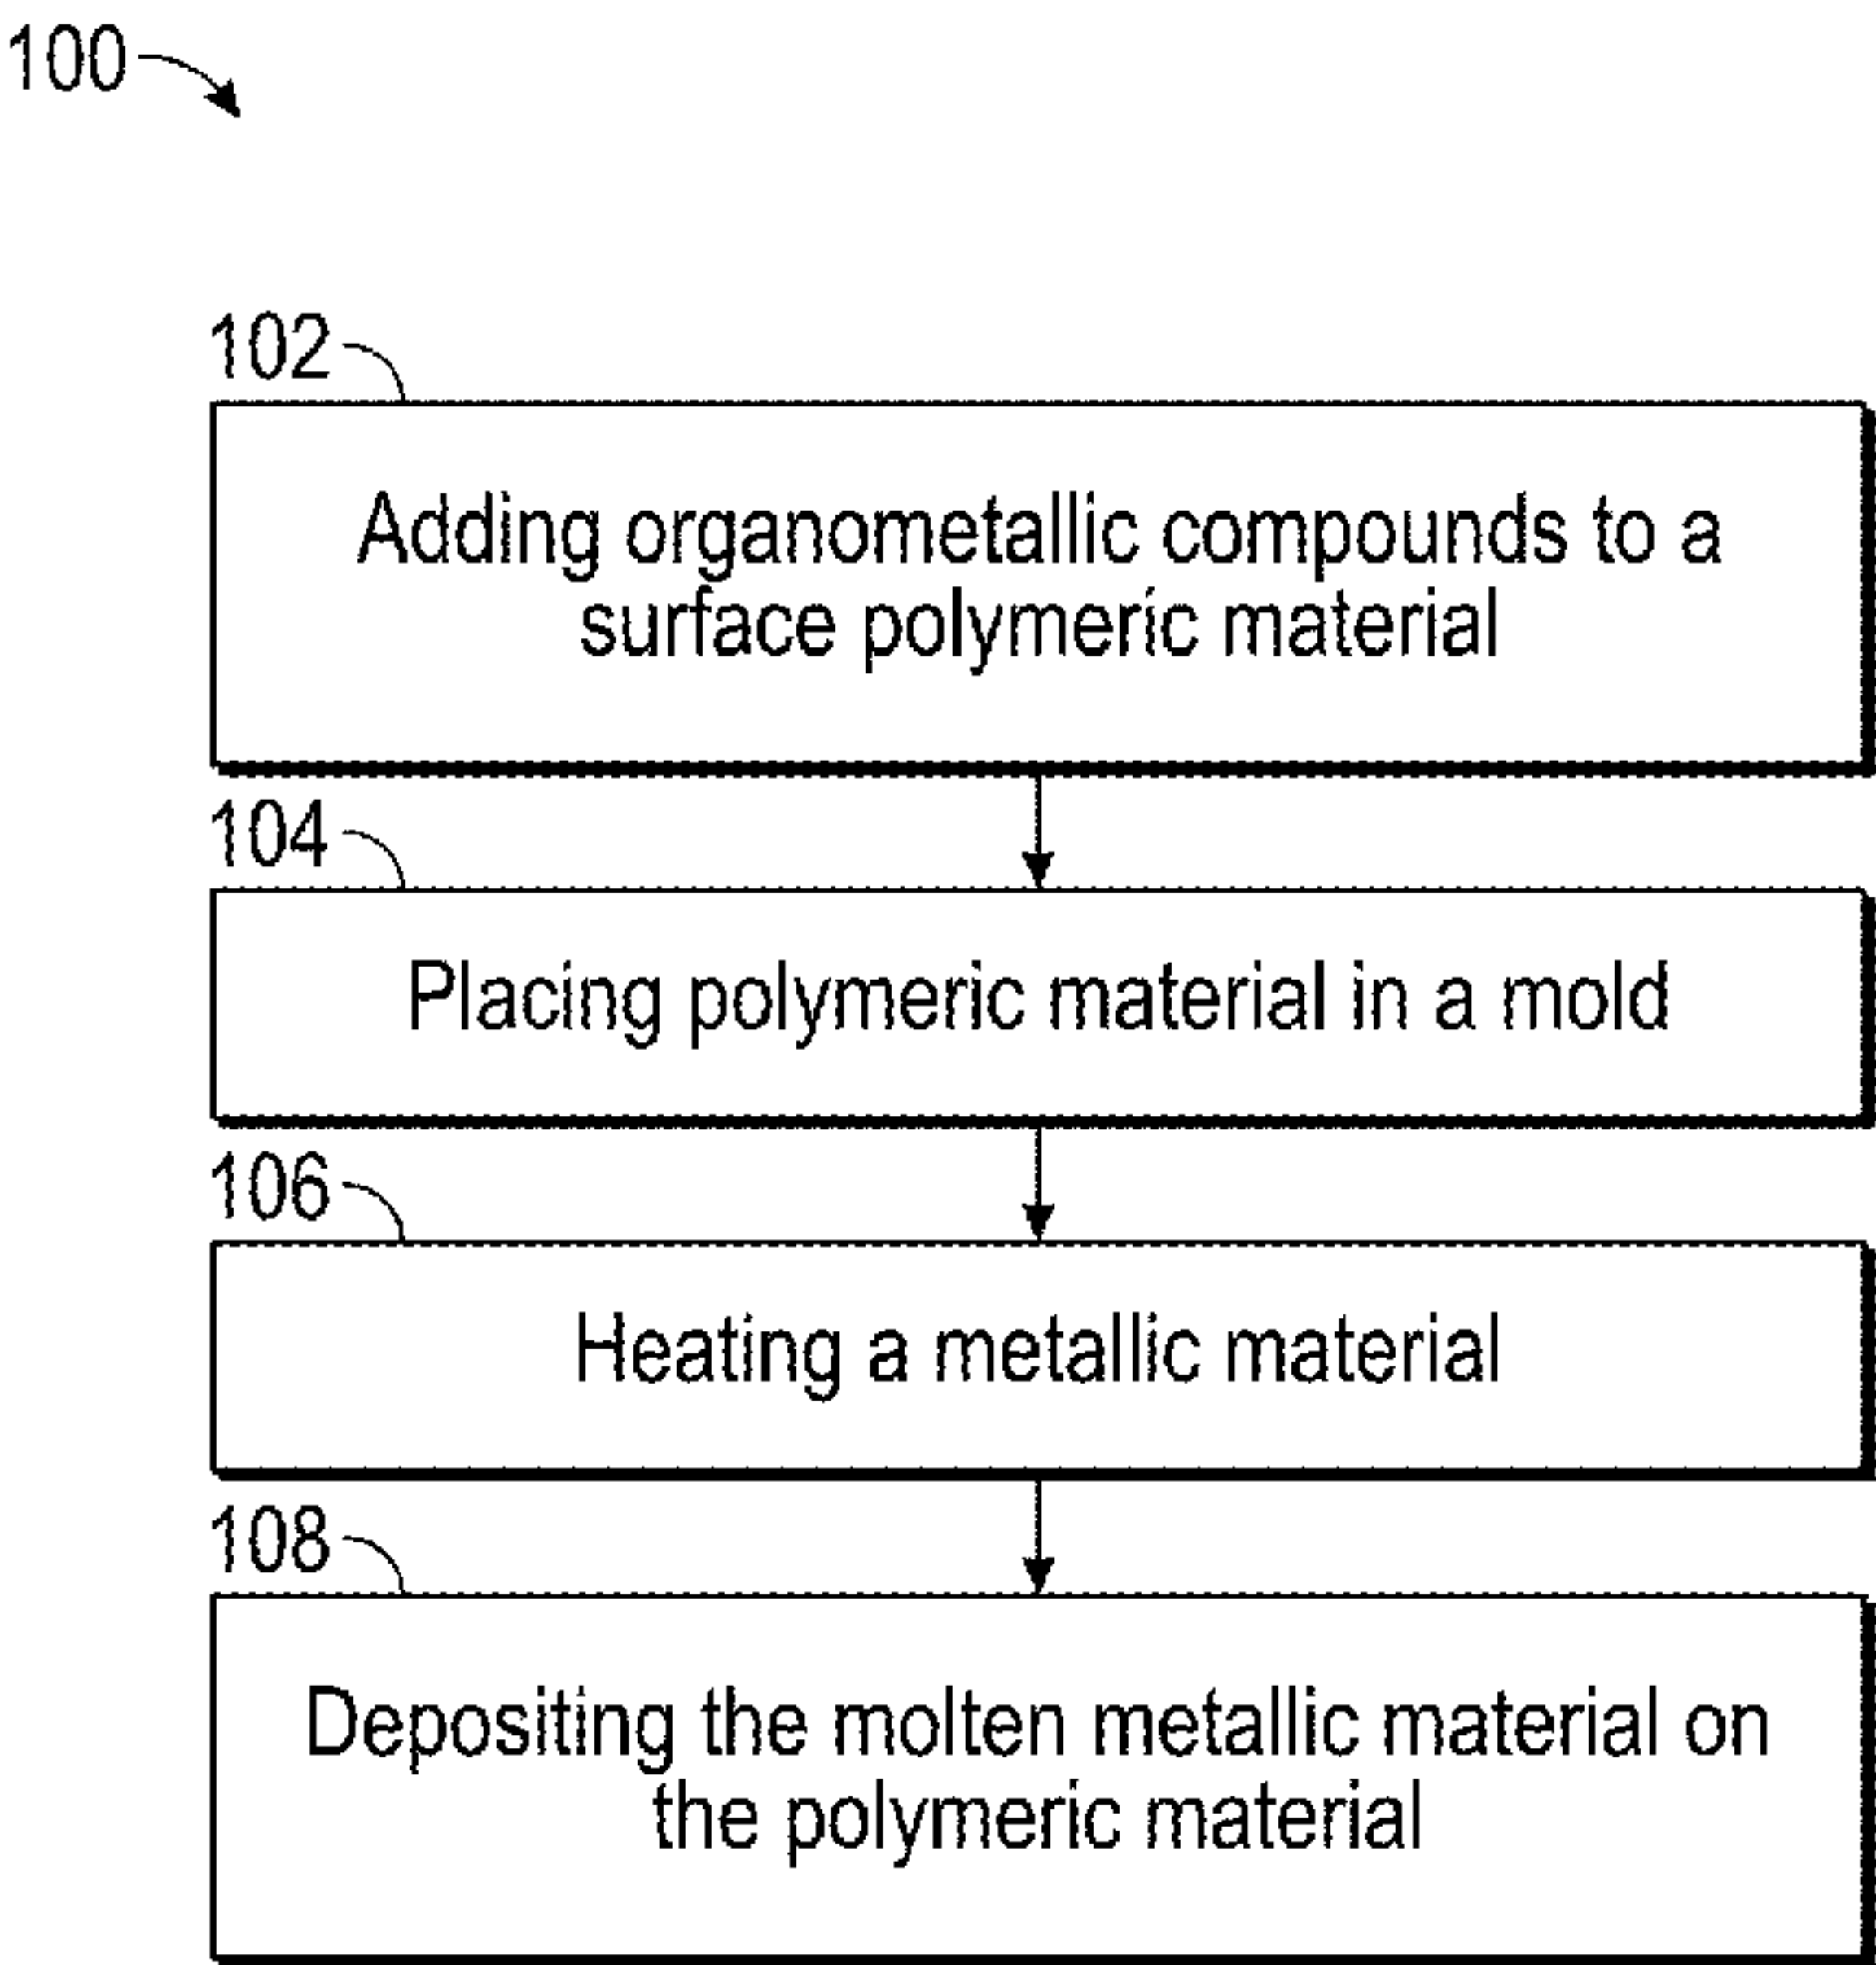 100
102
Adding organometallic compounds to a
surface polymeric material
104
Placing polymeric material in a mold
106
Heating a metallic material
108
Depositing the molten metallic material on
the polymeric material